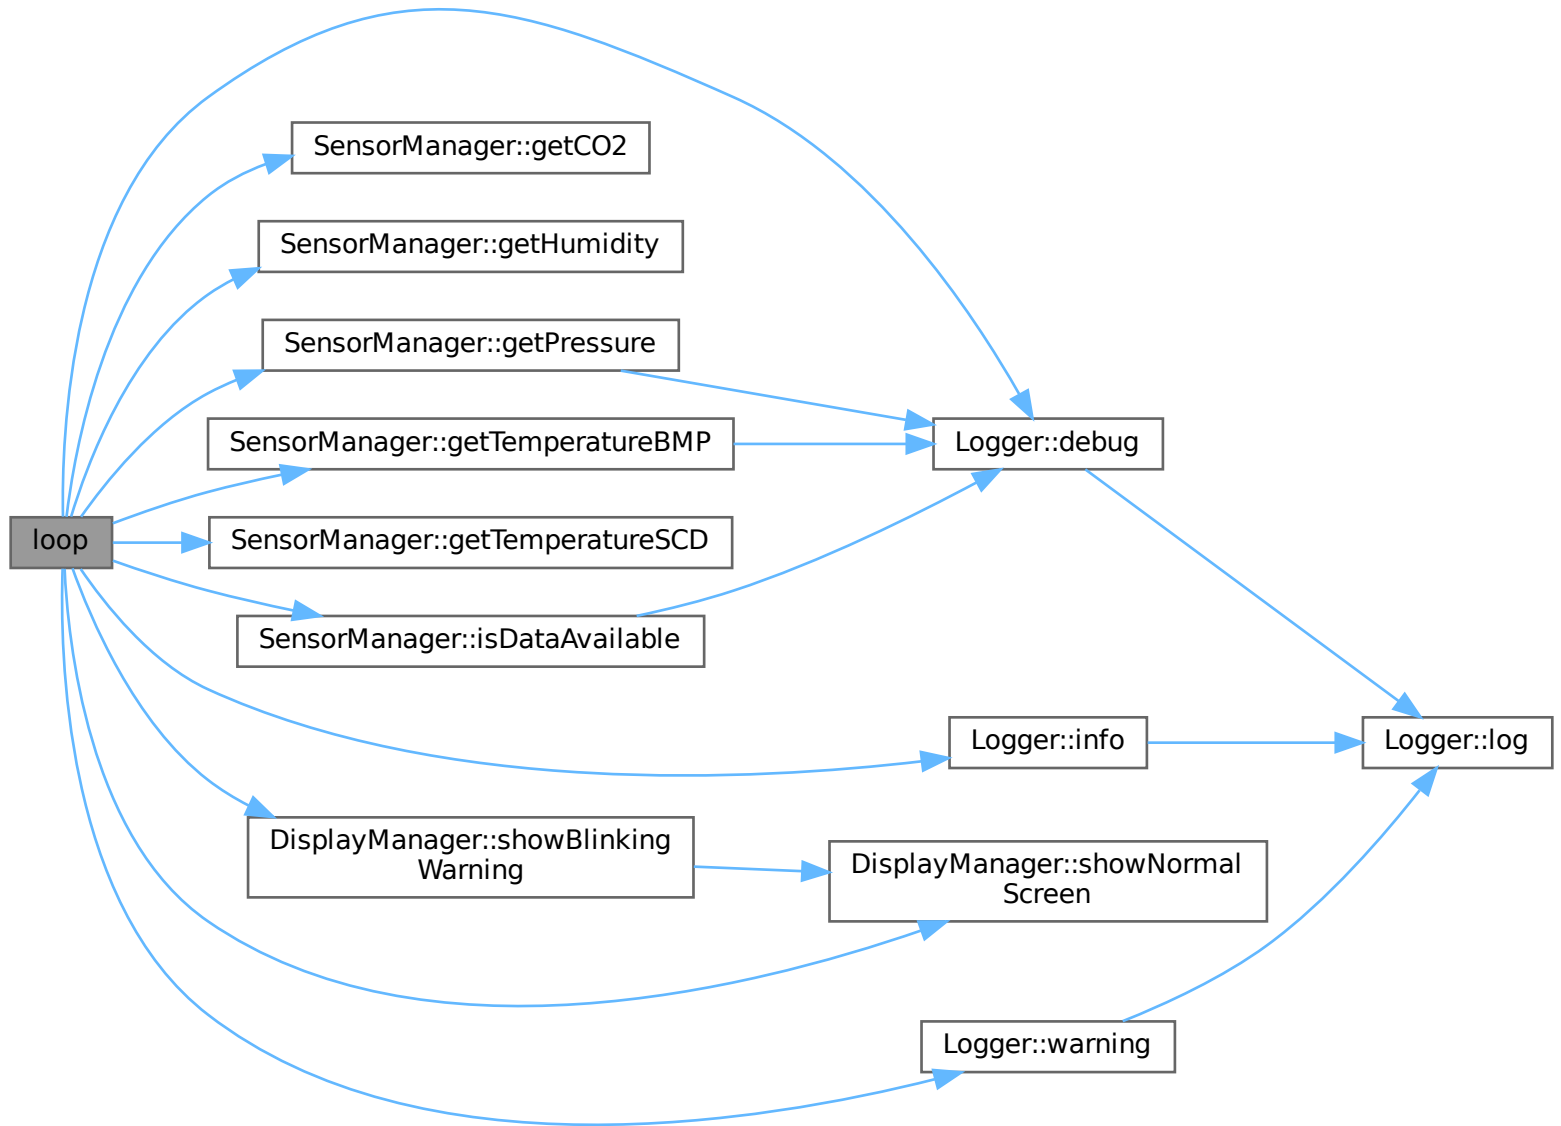 SensorManager::getCO2
SensorManager::getHumidity
SensorManager::getPressure
SensorManager::getTemperatureBMP
Logger::debug
loop
SensorManager::getTemperatureSCD
SensorManager::isDataAvailable
Logger::info
Logger::log
DisplayManager::showBlinking
Warning
DisplayManager::showNormal
Screen
Logger::warning